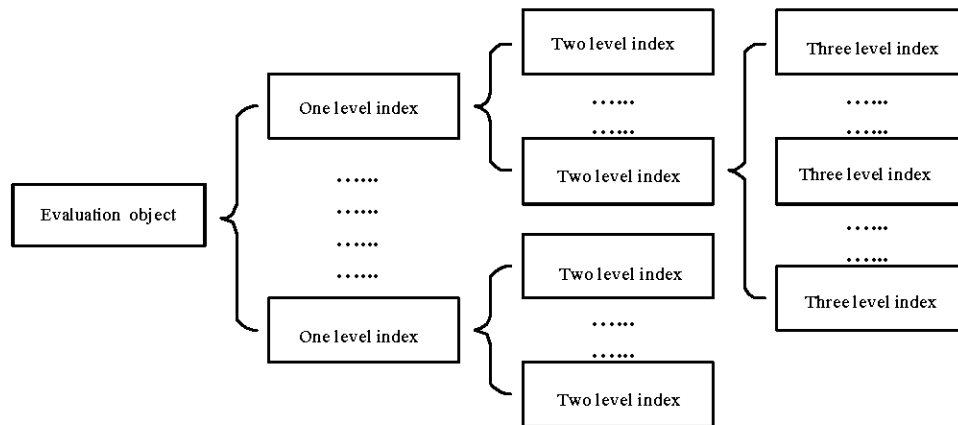 Evaluation object
One level index
…...
…...
…...
…...
One level index
Two level index
…...
…...
Two level index
Two level index
…...
…...
Two level index
Three level index
…...
…...
Three level index
…...
…...
Three level index